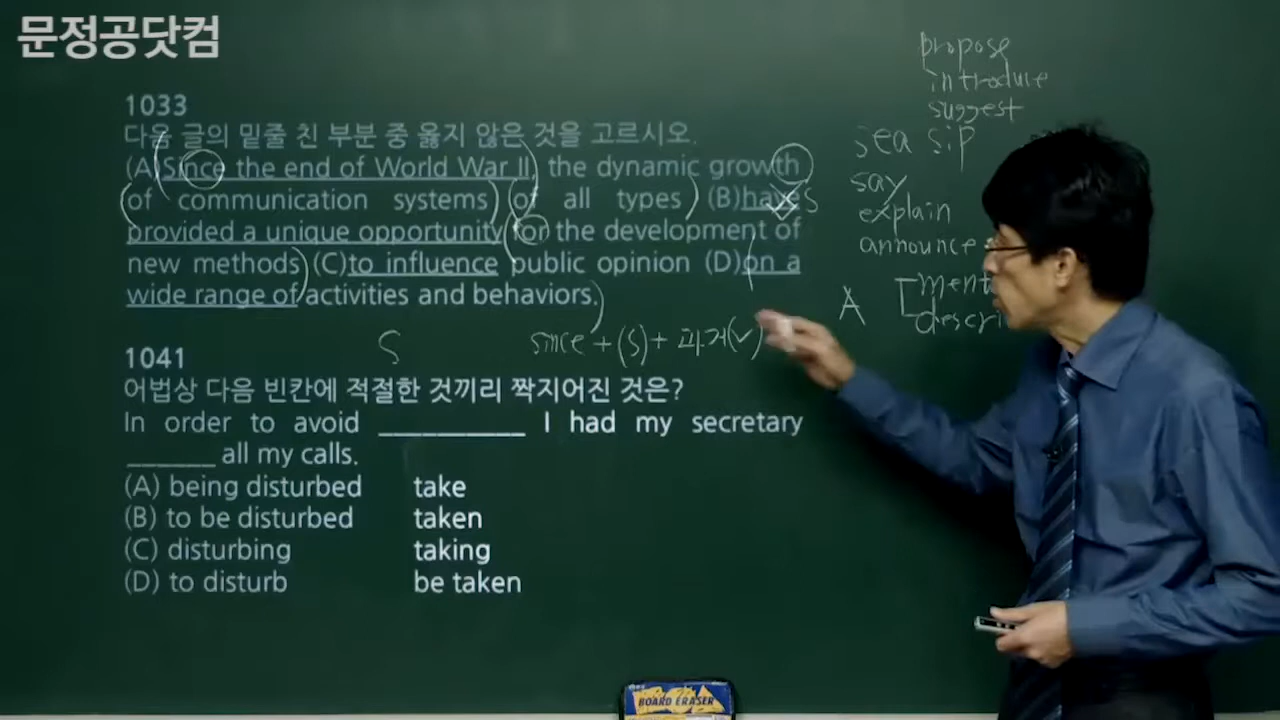 문정공닷컴
1033
다음 글의 밑줄 친 부분 중 옳지 않은 것을 고르시오.
(A)Since the end of World War II, the dynamic growth
of communication systems of all types (B)have
provided a unique opportunity for the development of
new methods (C)to influence public opinion (D)on a
wide range of activities and behaviors.
S
since + (S) + 과거(V)
1041
어법상 다음 빈칸에 적절한 것끼리 짝지어진 것은?
In order to avoid __________ I had my secretary
______ all my calls.
(A) being disturbed take
(B) to be disturbed taken
(C) disturbing taking
(D) to disturb be taken
propose
introduce
suggest
sea sip
say
explain
announce
A
BOARD ERASER